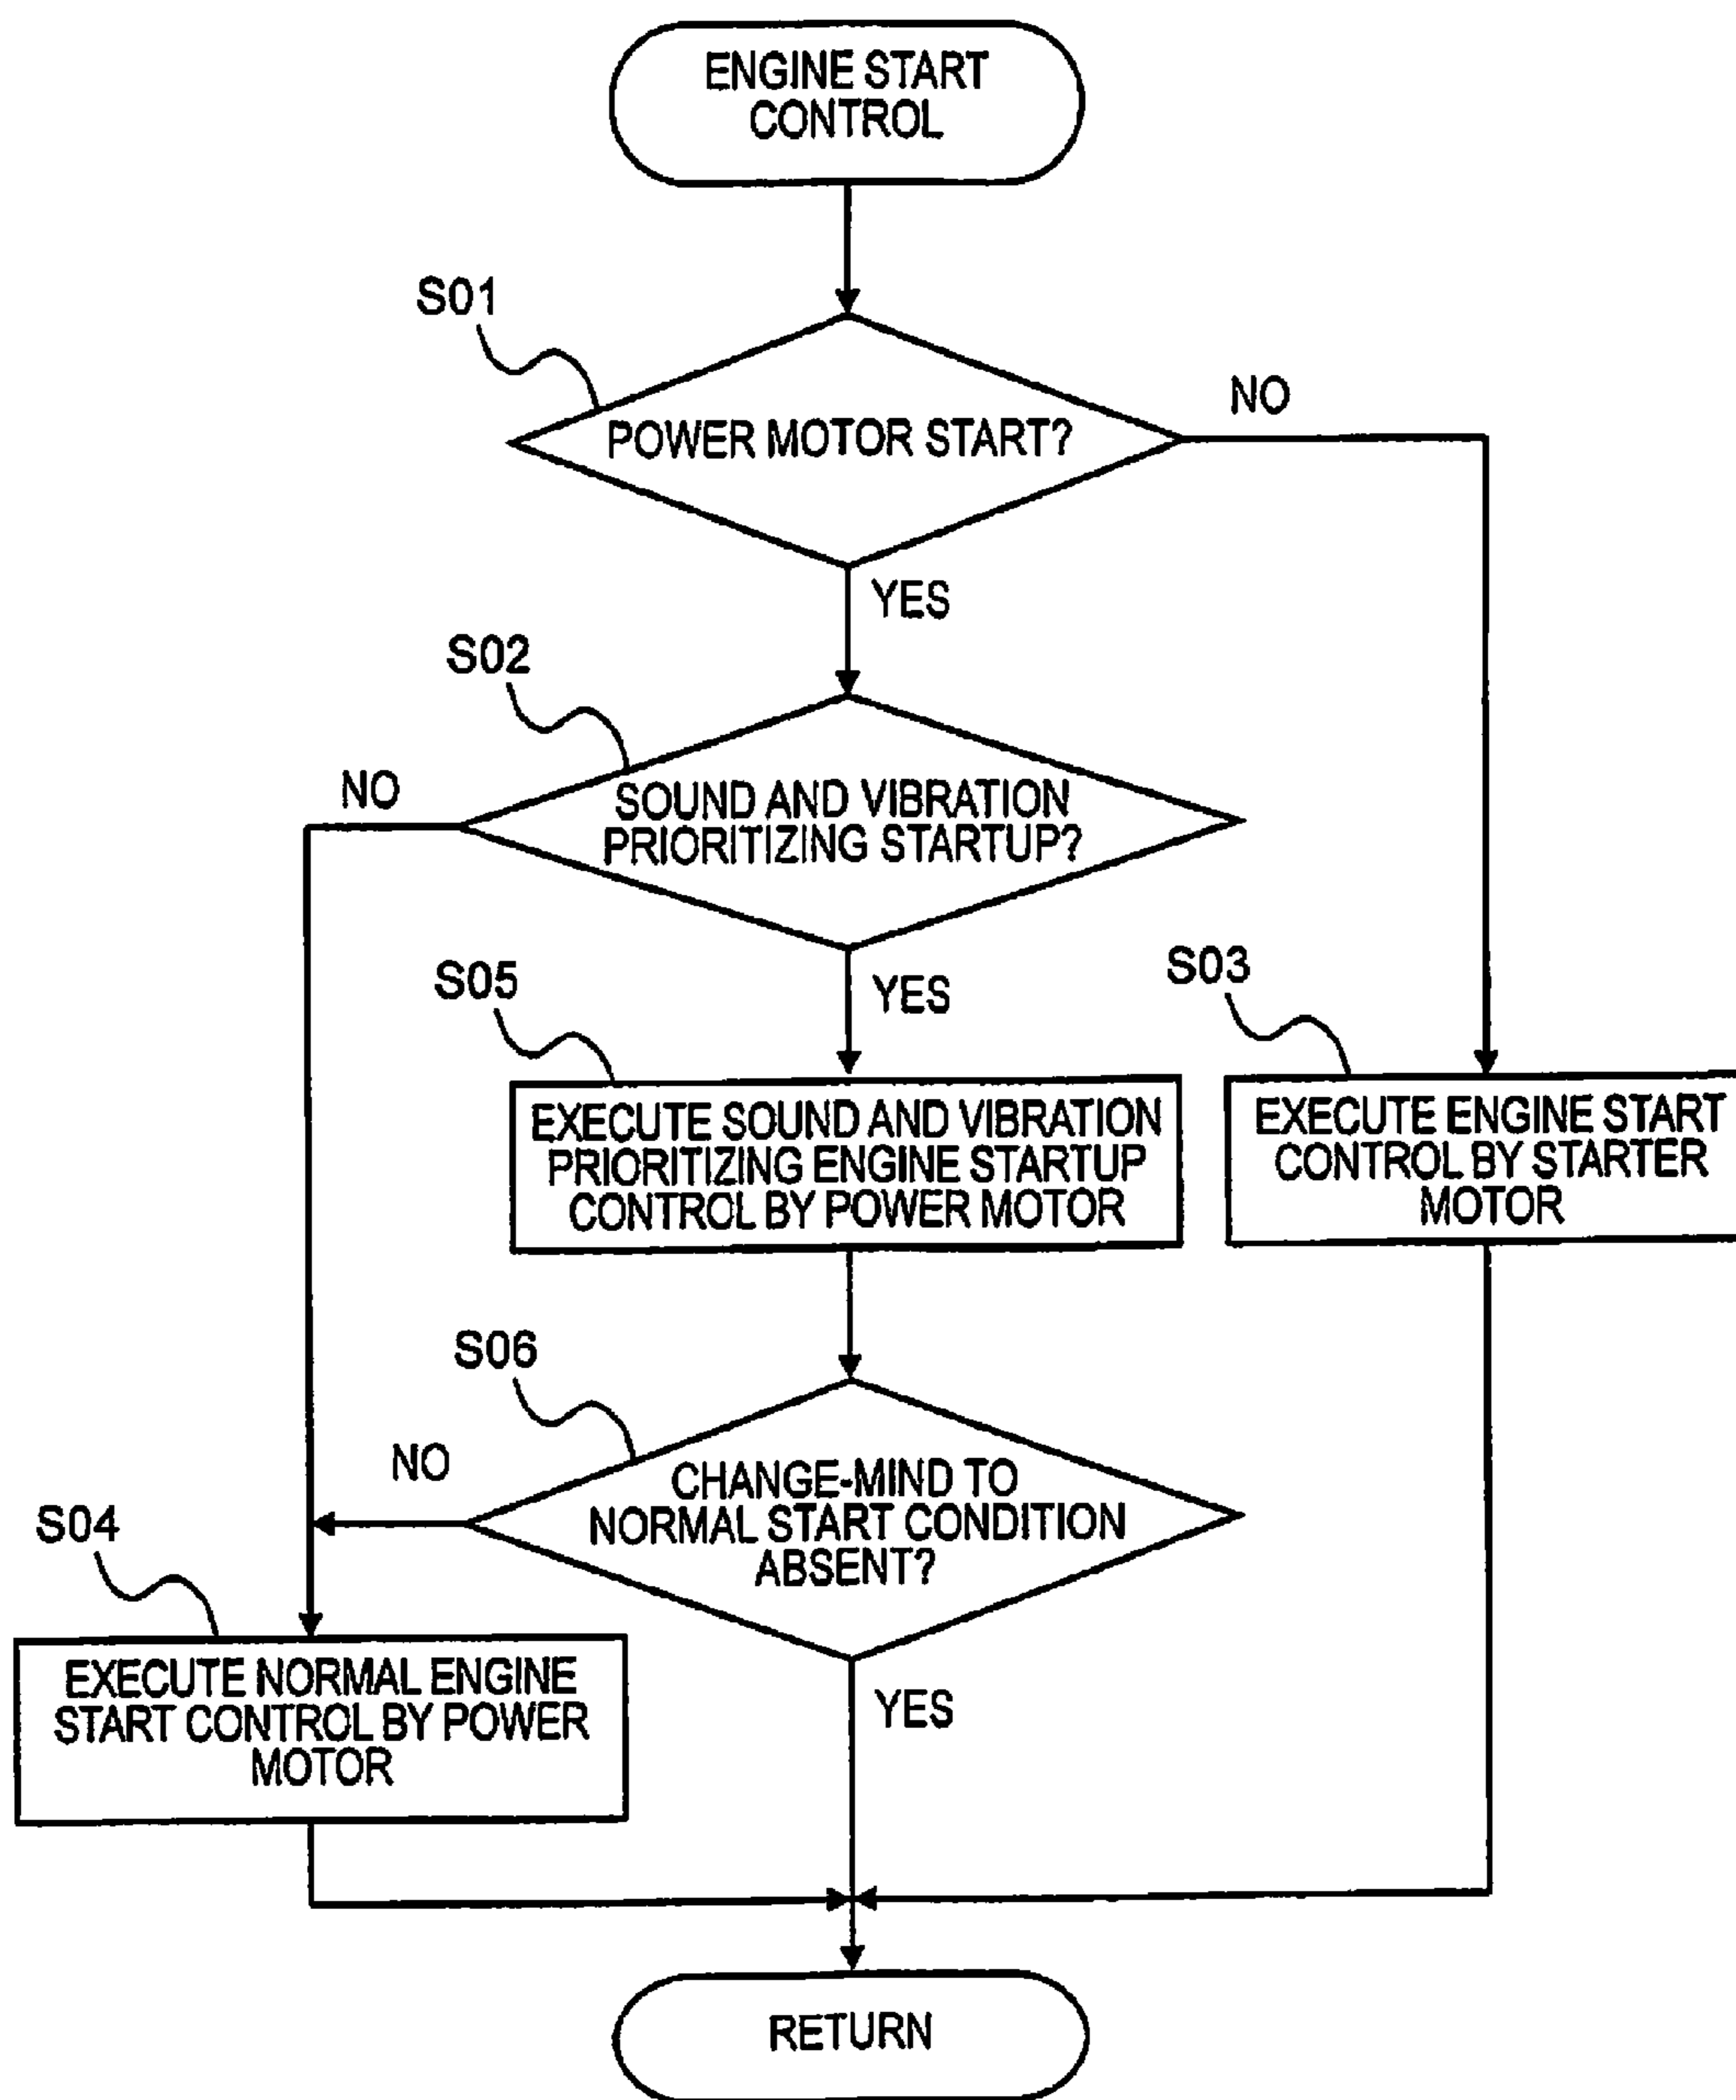 ENGINE START
CONTROL
S01
POWER MOTOR START?
NO
YES
S02
NO
SOUND AND VIBRATION
PRIORITIZING STARTUP?
YES
S05
EXECUTE SOUND AND VIBRATION
PRIORITIZING ENGINE STARTUP
CONTROL BY POWER MOTOR
S03
EXECUTE ENGINE START
CONTROL BY STARTER
MOTOR
S06
NO
CHANGE-MIND TO
NORMAL START CONDITION
ABSENT?
YES
S04
EXECUTE NORMAL ENGINE
START CONTROL BY POWER
MOTOR
RETURN